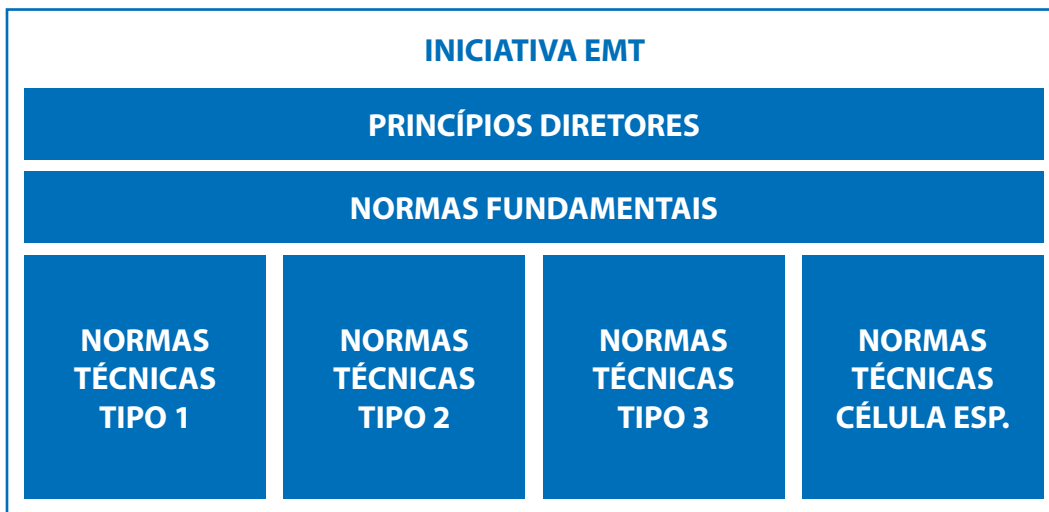 INICIATIVA EMT
PRINCÍPIOS DIRETORES
NORMAS FUNDAMENTAIS
NORMAS
TÉCNICAS
TIPO 1
NORMAS
TÉCNICAS
TIPO 2
NORMAS
TÉCNICAS
TIPO 3
NORMAS
TÉCNICAS
CÉLULA ESP.